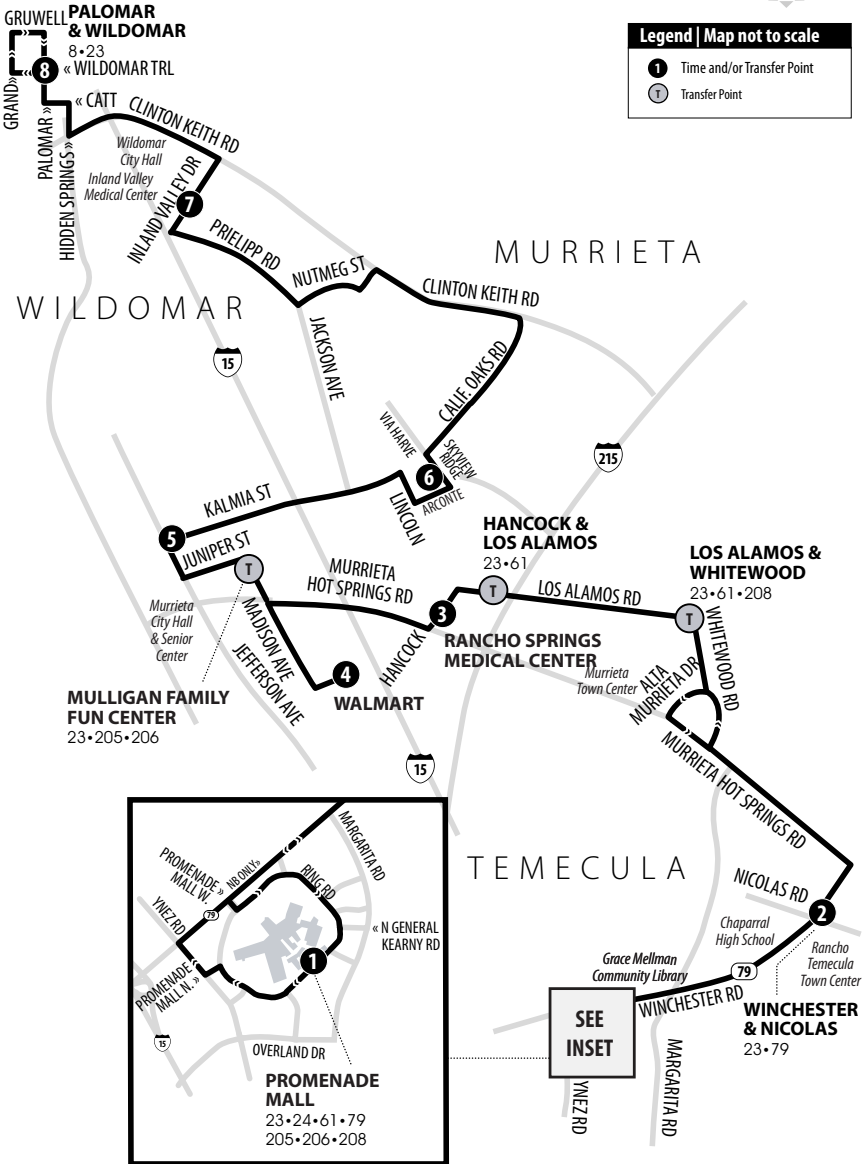 GRUWELL
PALOMAR
& WILDOMAR
8•23
« WILDOMAR TRL
8
GRAND»
PALOMAR »
« CATT
HIDDEN SPRINGS »
CLINTON KEITH RD
Legend | Map not to scale
1 Time and/or Transfer Point
T Transfer Point
Wildomar
City Hall
Inland Valley
Medical Center
INLAND VALLEY DR
7
PRIELIPP RD
NUTMEG ST
MURRIETA
CLINTON KEITH RD
WILDOMAR
15
JACKSON AVE
CALIF. OAKS RD
VIA HARVE
SKYVIEW
RIDGE
6
ARCONTE
LINCOLN
215
KALMIA ST
5
JUNIPER ST
T
HANCOCK &
LOS ALAMOS
23•61
T
LOS ALAMOS RD
LOS ALAMOS &
WHITEWOOD
23•61•208
T
WHITEWOOD RD
MURRIETA
HOT SPRINGS RD
3
HANCOCK
RANCHO SPRINGS
MEDICAL CENTER
Murrieta
City Hall
& Senior
Center
MADISON AVE
JEFFERSON AVE
4
WALMART
MULLIGAN FAMILY
FUN CENTER
23•205•206
Murrieta
Town Center
ALTA
MURRIETA DR
MURRIETA HOT SPRINGS RD
15
TEMECULA
NICOLAS RD
2
Chaparral
High School
Rancho
Temecula
Town Center
Grace Mellman
Community Library
79
WINCHESTER RD
WINCHESTER
& NICOLAS
23•79
SEE
INSET
YNEZ RD
MARGARITA RD
PROMENADE »
MALL W.
NB ONLY»
79
YNEZ RD
RING RD
MARGARITA RD
« N GENERAL
KEARNY RD
1
PROMENADE
MALL N. »
15
OVERLAND DR
PROMENADE
MALL
23•24•61•79
205•206•208